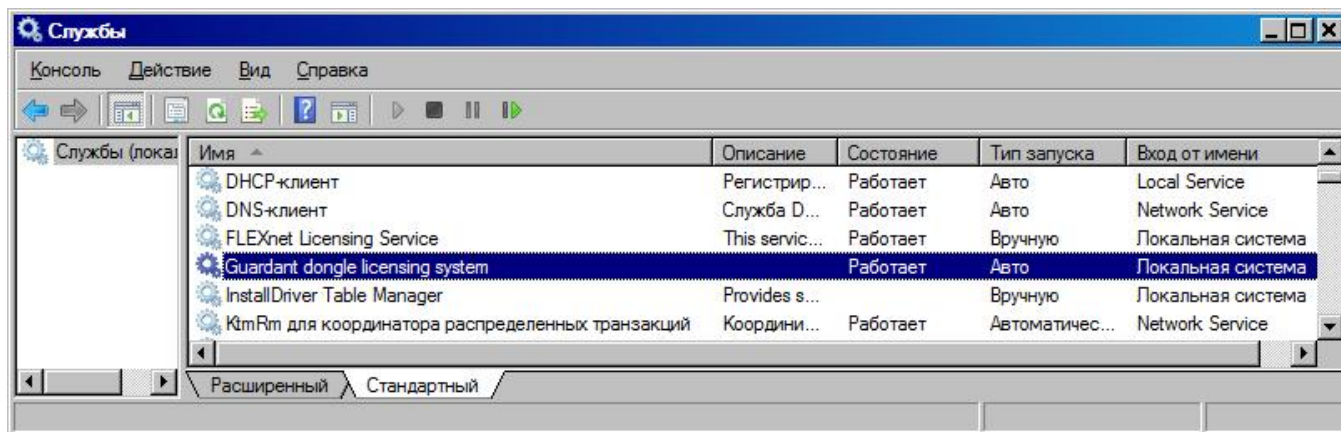 Службы
Консоль Действие Вид Справка
Службы (локал
Имя Описание Состояние Тип запуска Вход от имени
DHCP-клиент Регистрир... Работает Авто Local Service
DNS-клиент Служба D... Работает Авто Network Service
FLEXnet Licensing Service This servic... Работает Вручную Локальная система
Guardant dongle licensing system Работает Авто Локальная система
InstallDriver Table Manager Provides s... Вручную Локальная система
KtmRm для координатора распределенных транзакций Координи... Работает Автоматичес... Network Service
Расширенный Стандартный